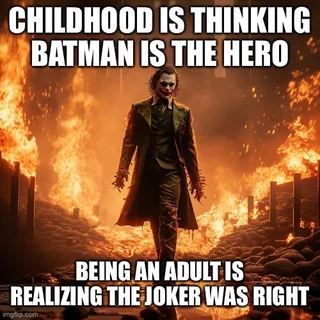 CHILDHOOD IS THINKING
BATMAN IS THE HERO
BEING AN ADULT IS
REALIZING THE JOKER WAS RIGHT
imgflip.com